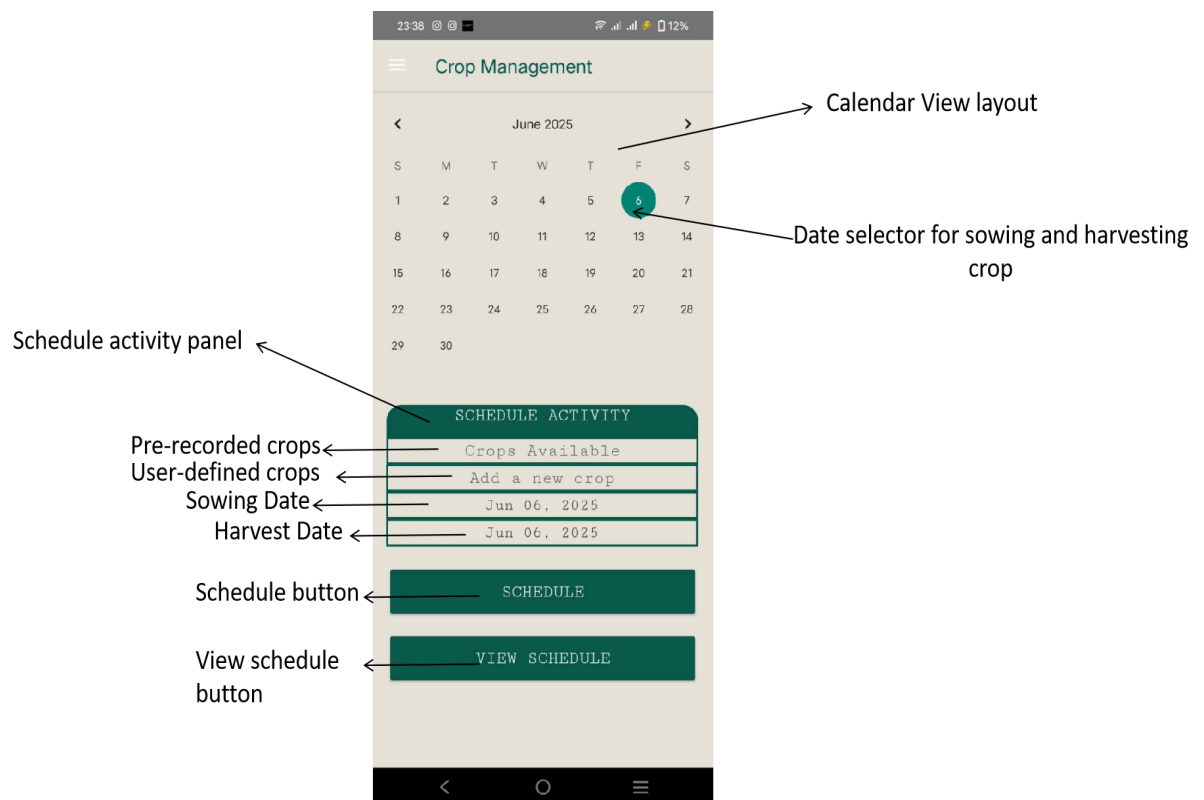 23:38 12%
Crop Management
Calendar View layout
June 2025
S M T W T F S
1 2 3 4 5 6 7
Date selector for sowing and harvesting
crop
8 9 10 11 12 13 14
15 16 17 18 19 20 21
22 23 24 25 26 27 28
29 30
Schedule activity panel
SCHEDULE ACTIVITY
Pre-recorded crops
Crops Available
User-defined crops
Add a new crop
Sowing Date
Jun 06, 2025
Harvest Date
Jun 06, 2025
Schedule button
SCHEDULE
View schedule
button
VIEW SCHEDULE